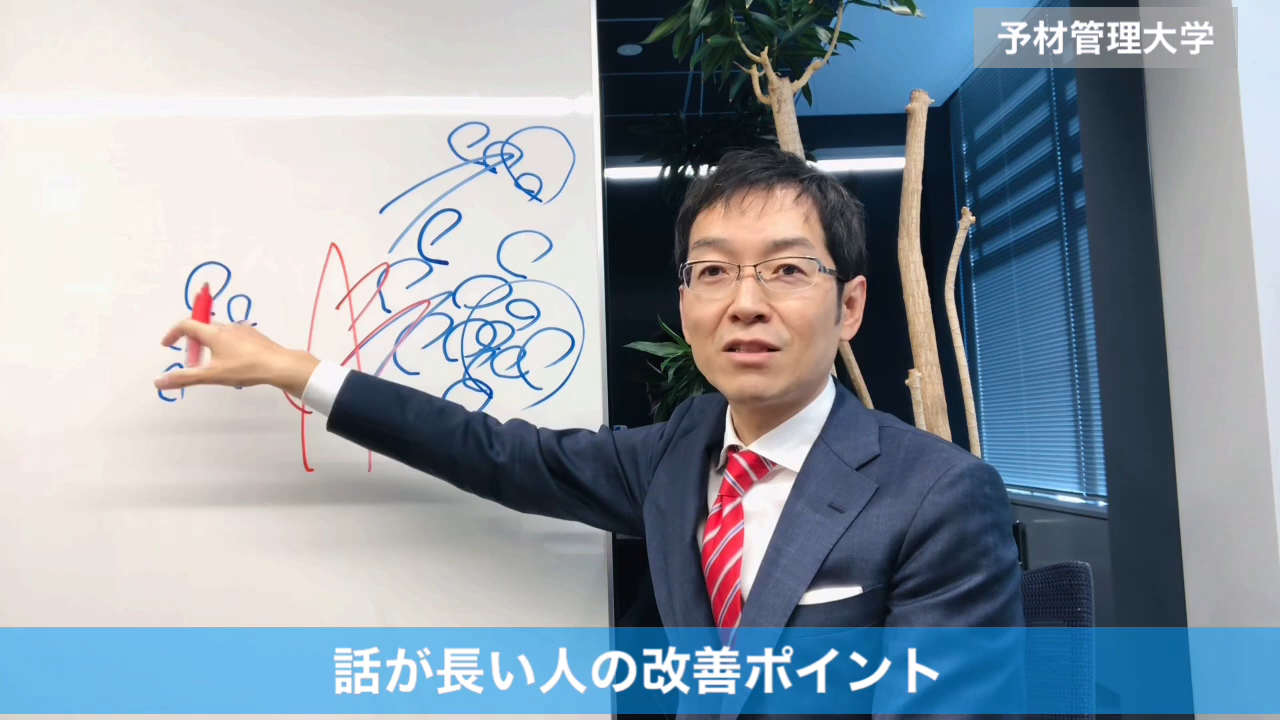 予材管理大学
話が長い人の改善ポイント